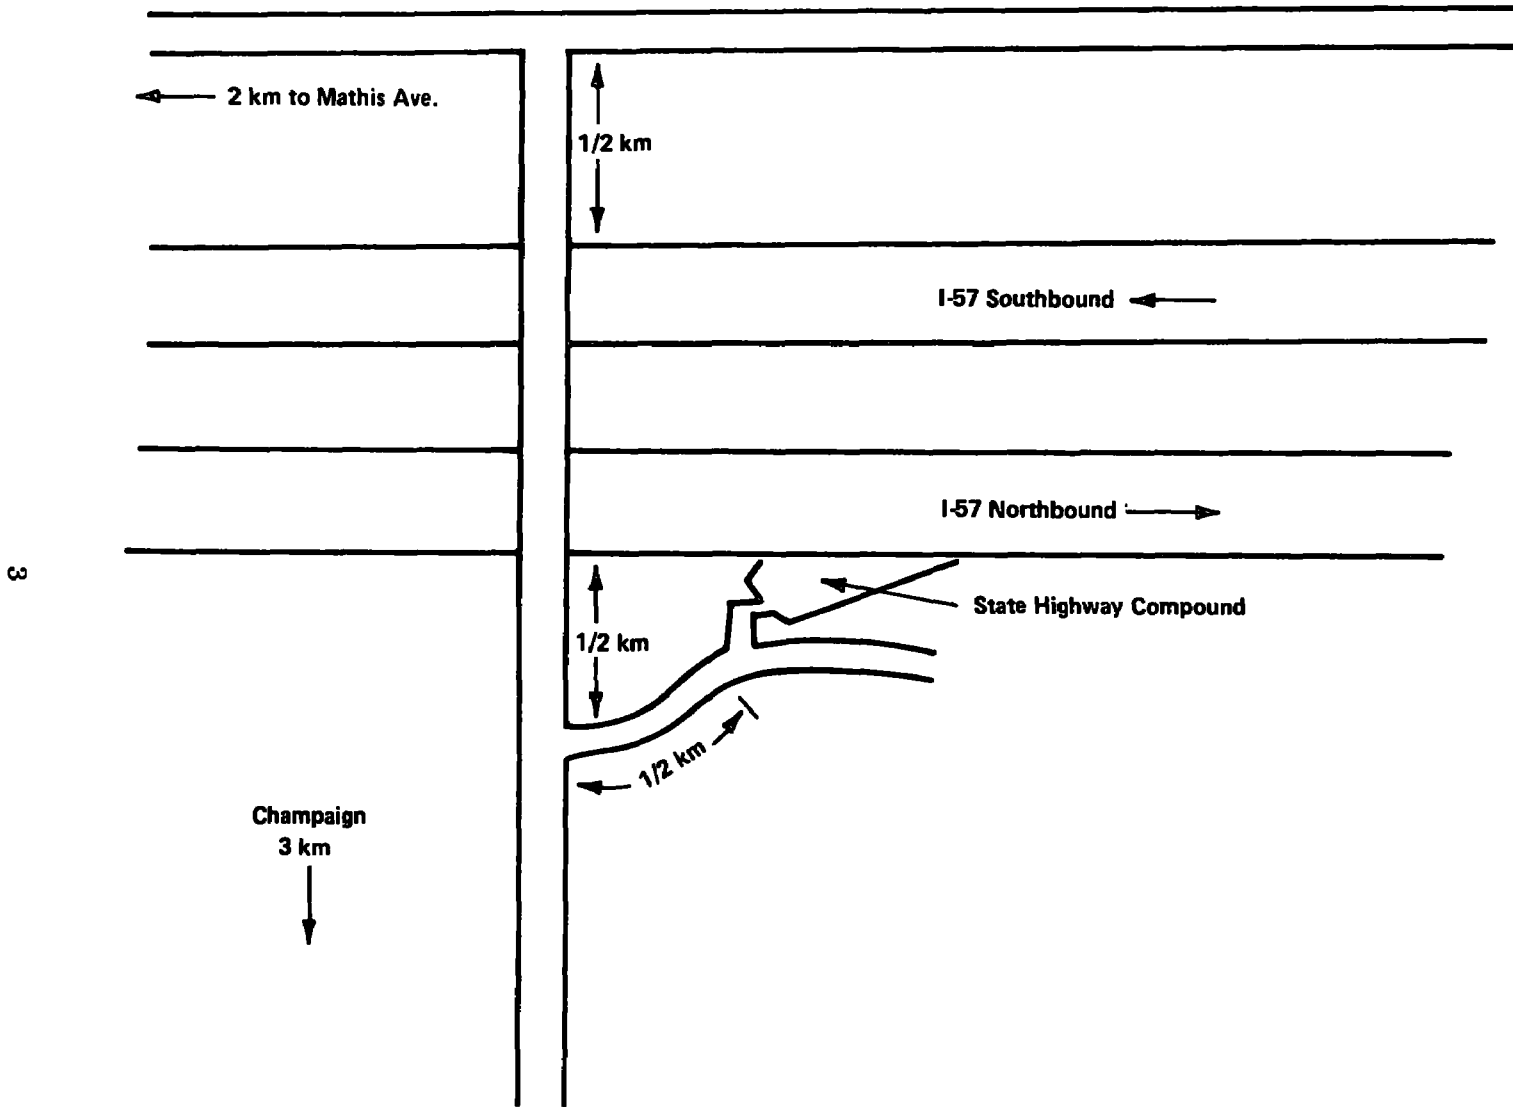 2 km to Mathis Ave.
1/2 km
I-57 Southbound
I-57 Northbound
3
State Highway Compound
1/2 km
1/2 km
Champaign
3 km